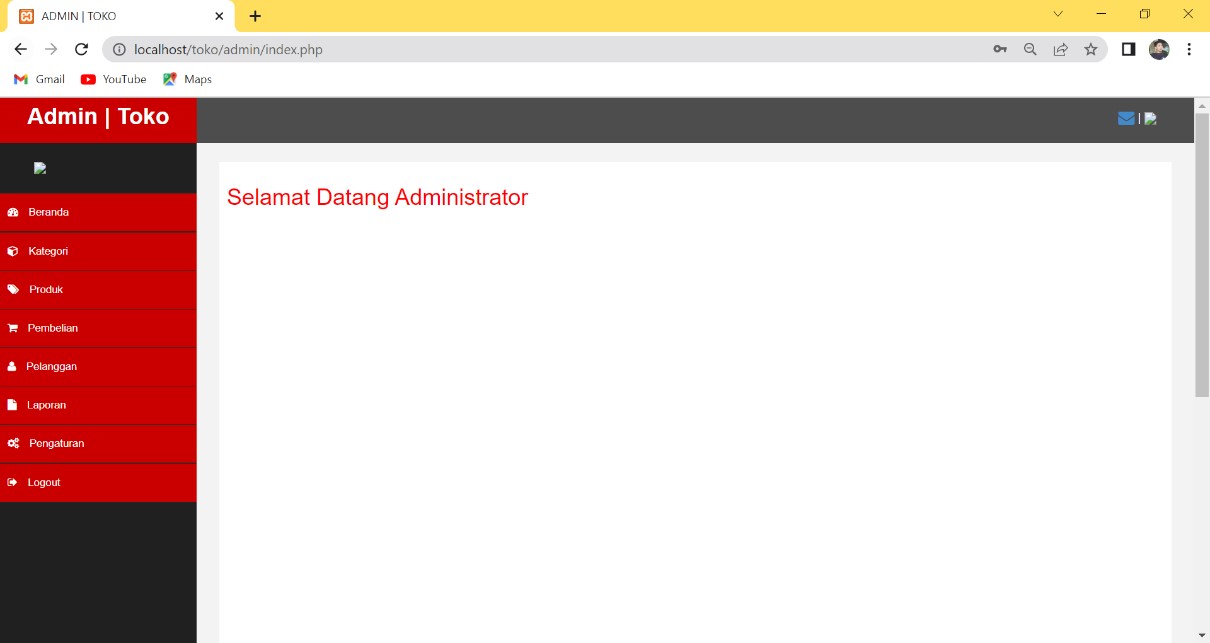 ADMIN | TOKO
localhost/toko/admin/index.php
Gmail YouTube Maps
Admin | Toko
|
Selamat Datang Administrator
Beranda
Kategori
Produk
Pembelian
Pelanggan
Laporan
Pengaturan
Logout